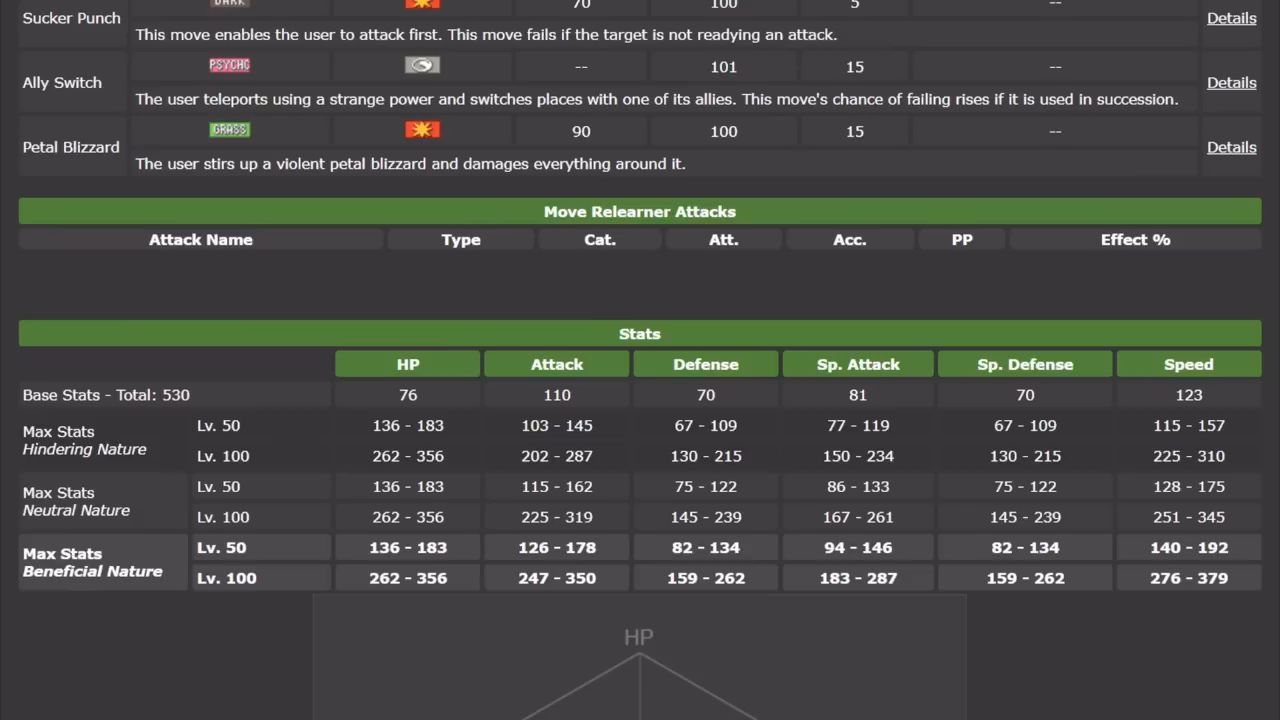 Sucker Punch DARK 70 100 5 -- Details
This move enables the user to attack first. This move fails if the target is not readying an attack.
Ally Switch PSYCHC -- 101 15 -- Details
The user teleports using a strange power and switches places with one of its allies. This move's chance of failing rises if it is used in succession.
Petal Blizzard GRASS 90 100 15 -- Details
The user stirs up a violent petal blizzard and damages everything around it.
Move Relearner Attacks
Attack Name Type Cat. Att. Acc. PP Effect %
Stats
HP Attack Defense Sp. Attack Sp. Defense Speed
Base Stats - Total: 530 76 110 70 81 70 123
Max Stats
Hindering Nature
Lv. 50 136 - 183 103 - 145 67 - 109 77 - 119 67 - 109 115 - 157
Lv. 100 262 - 356 202 - 287 130 - 215 150 - 234 130 - 215 225 - 310
Max Stats
Neutral Nature
Lv. 50 136 - 183 115 - 162 75 - 122 86 - 133 75 - 122 128 - 175
Lv. 100 262 - 356 225 - 319 145 - 239 167 - 261 145 - 239 251 - 345
Max Stats
Beneficial Nature
Lv. 50 136 - 183 126 - 178 82 - 134 94 - 146 82 - 134 140 - 192
Lv. 100 262 - 356 247 - 350 159 - 262 183 - 287 159 - 262 276 - 379
HP